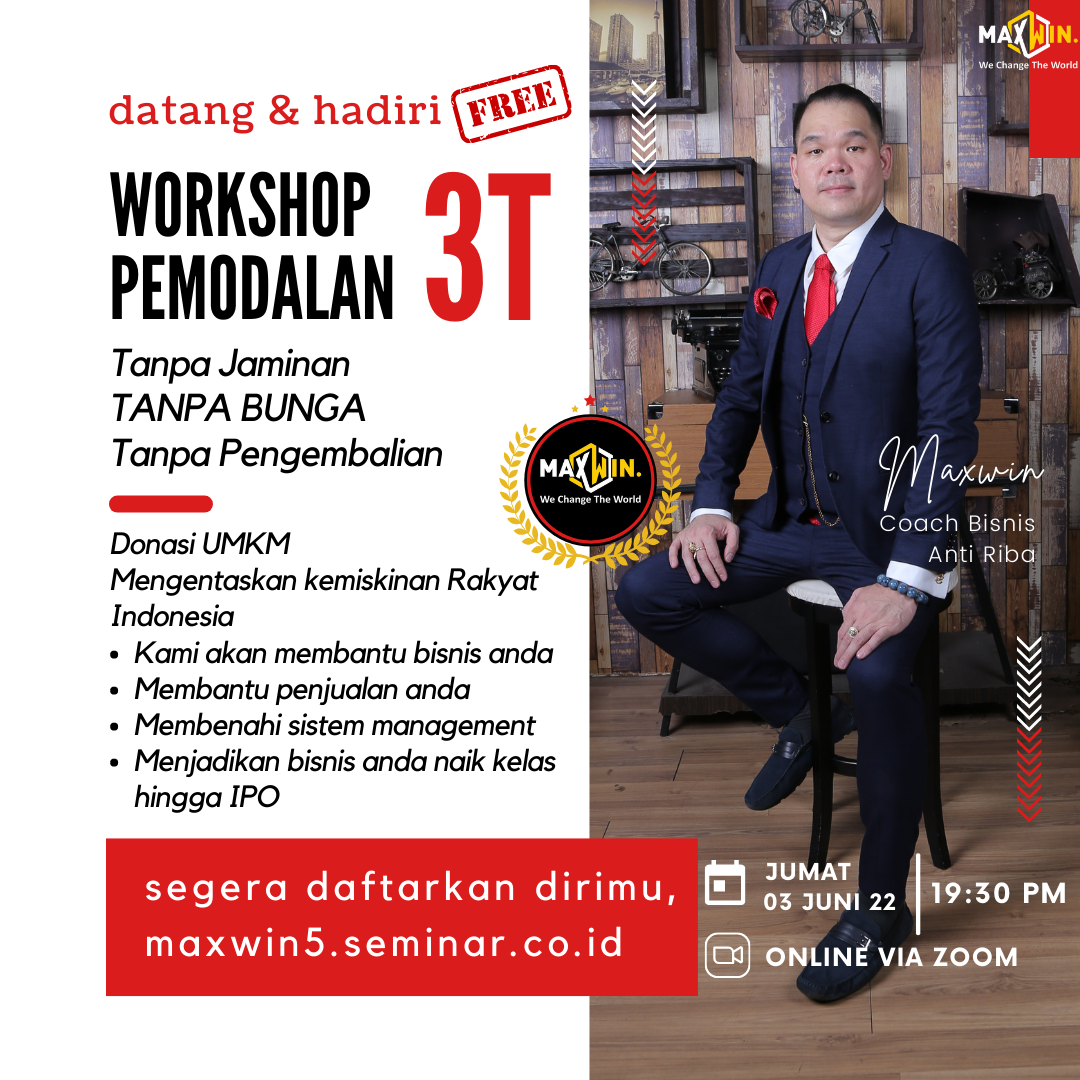 datang & hadiri FREE
WORKSHOP
PEMODALAN
3T
Tanpa Jaminan
TANPA BUNGA
Tanpa Pengembalian
Donasi UMKM
Mengentaskan kemiskinan Rakyat
Indonesia
• Kami akan membantu bisnis anda
• Membantu penjualan anda
• Membenahi sistem management
• Menjadikan bisnis anda naik kelas
hingga IPO
segera daftarkan dirimu,
maxwin5.seminar.co.id
MAXWIN.
We Change The World
MAXWIN.
We Change The World
Maxwin
Coach Bisnis
Anti Riba
JUMAT
03 JUNI 22
19:30 PM
ONLINE VIA ZOOM